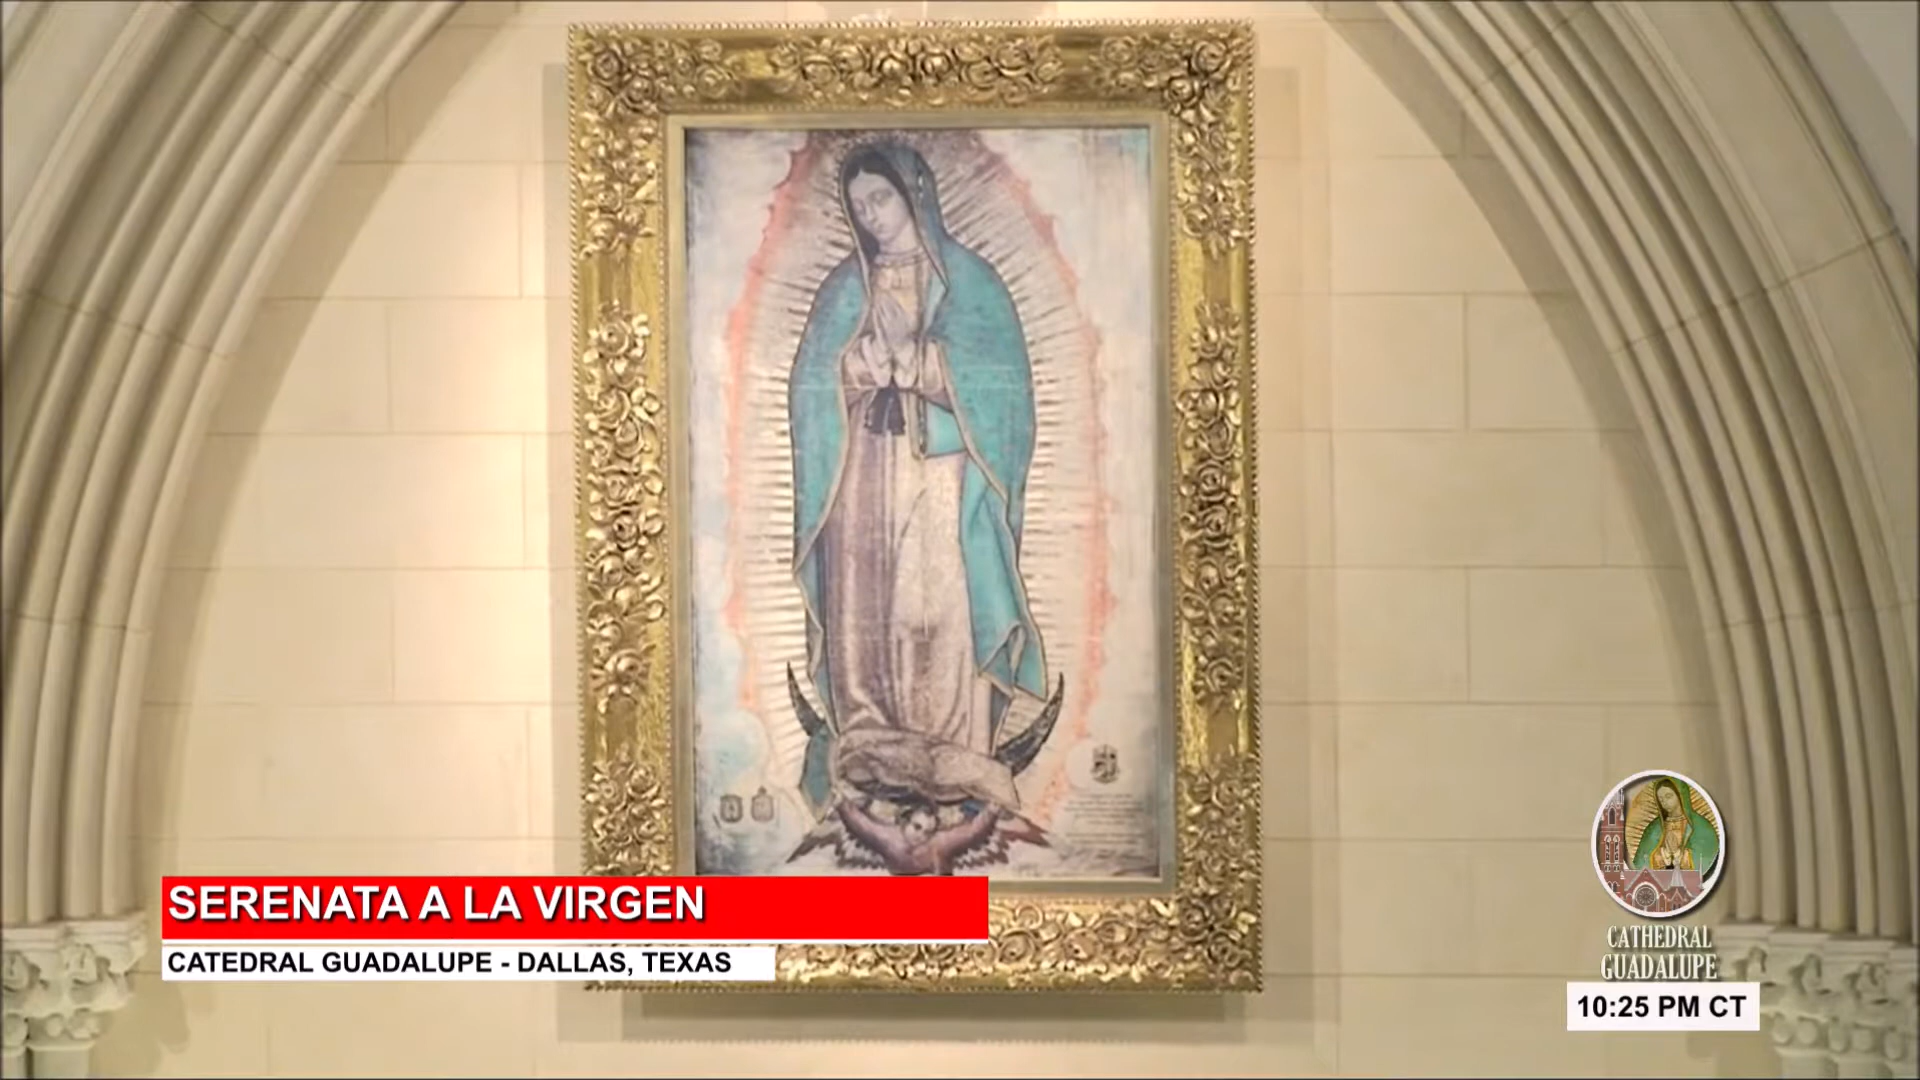 SERENATA A LA VIRGEN
CATEDRAL GUADALUPE - DALLAS, TEXAS
CATHEDRAL
GUADALUPE
10:25 PM CT